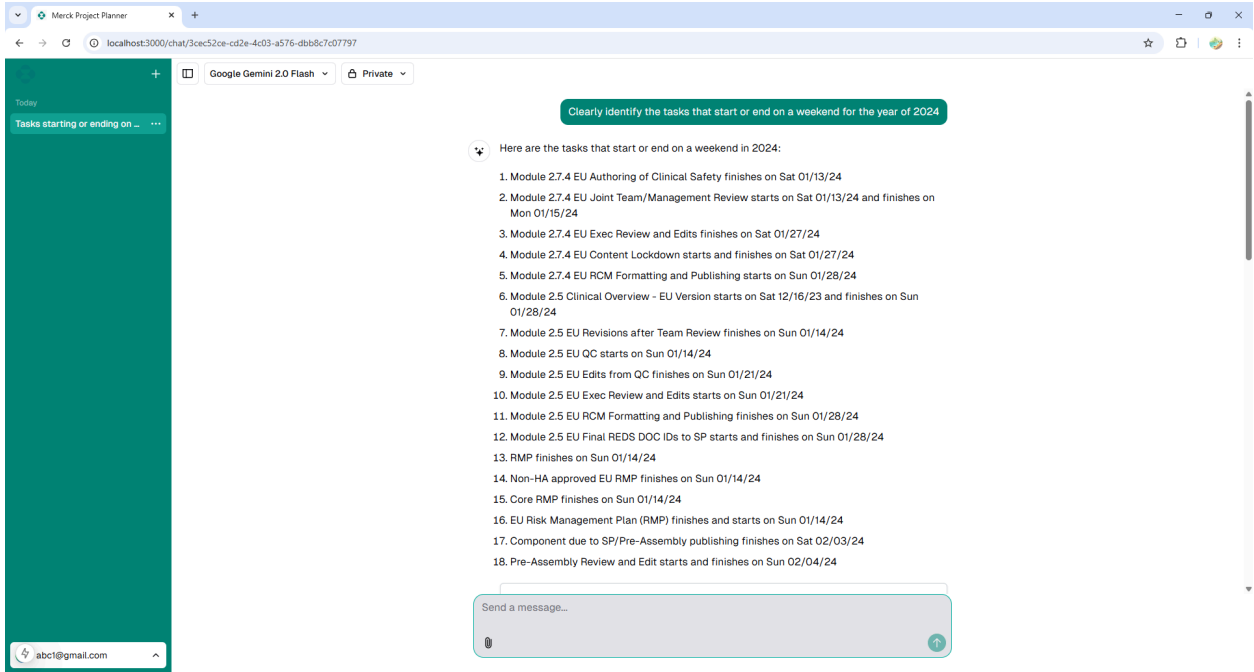 Merck Project Planner
localhost:3000/chat/3cec52ce-cd2e-4c03-a576-dbb8c7c07797
Google Gemini 2.0 Flash
Private
Today
Tasks starting or ending on ...
Clearly identify the tasks that start or end on a weekend for the year of 2024
Here are the tasks that start or end on a weekend in 2024:
1. Module 2.7.4 EU Authoring of Clinical Safety finishes on Sat 01/13/24
2. Module 2.7.4 EU Joint Team/Management Review starts on Sat 01/13/24 and finishes on
Mon 01/15/24
3. Module 2.7.4 EU Exec Review and Edits finishes on Sat 01/27/24
4. Module 2.7.4 EU Content Lockdown starts and finishes on Sat 01/27/24
5. Module 2.7.4 EU RCM Formatting and Publishing starts on Sun 01/28/24
6. Module 2.5 Clinical Overview - EU Version starts on Sat 12/16/23 and finishes on Sun
01/28/24
7. Module 2.5 EU Revisions after Team Review finishes on Sun 01/14/24
8. Module 2.5 EU QC starts on Sun 01/14/24
9. Module 2.5 EU Edits from QC finishes on Sun 01/21/24
10. Module 2.5 EU Exec Review and Edits starts on Sun 01/21/24
11. Module 2.5 EU RCM Formatting and Publishing finishes on Sun 01/28/24
12. Module 2.5 EU Final REDS DOC IDs to SP starts and finishes on Sun 01/28/24
13. RMP finishes on Sun 01/14/24
14. Non-HA approved EU RMP finishes on Sun 01/14/24
15. Core RMP finishes on Sun 01/14/24
16. EU Risk Management Plan (RMP) finishes and starts on Sun 01/14/24
17. Component due to SP/Pre-Assembly publishing finishes on Sat 02/03/24
18. Pre-Assembly Review and Edit starts and finishes on Sun 02/04/24
Send a message...
abc1@gmail.com